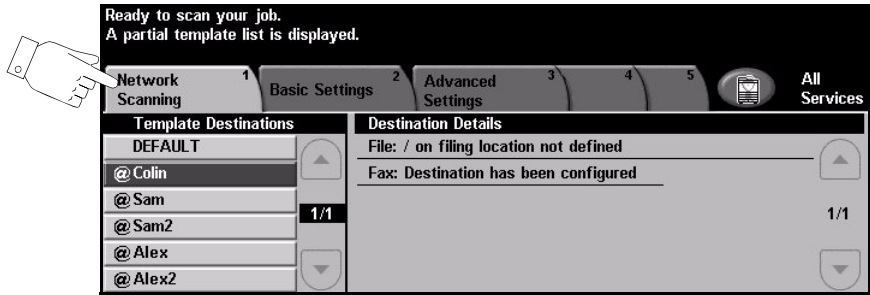 Ready to scan your job.
A partial template list is displayed.
Network Scanning 1
Basic Settings 2
Advanced Settings 3
4
5
All Services
Template Destinations
DEFAULT
@Colin
@Sam
@Sam2
@Alex
@Alex2
1/1
Destination Details
File: / on filing location not defined
Fax: Destination has been configured
1/1